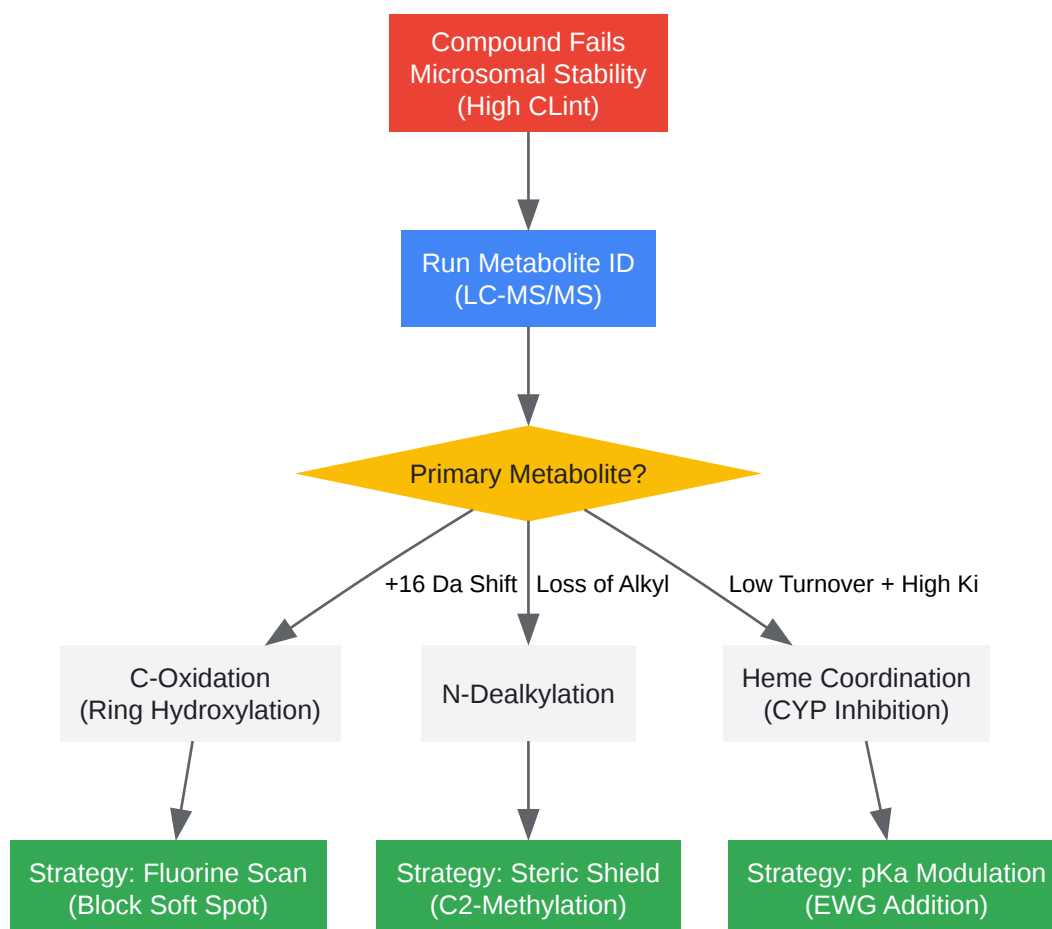 Compound Fails
Microsomal Stability
(High CLint)
Run Metabolite ID
(LC-MS/MS)
Primary Metabolite?
+16 Da Shift
Loss of Alkyl
Low Turnover + High Ki
C-Oxidation
(Ring Hydroxylation)
N-Dealkylation
Heme Coordination
(CYP Inhibition)
Strategy: Fluorine Scan
(Block Soft Spot)
Strategy: Steric Shield
(C2-Methylation)
Strategy: pKa Modulation
(EWG Addition)